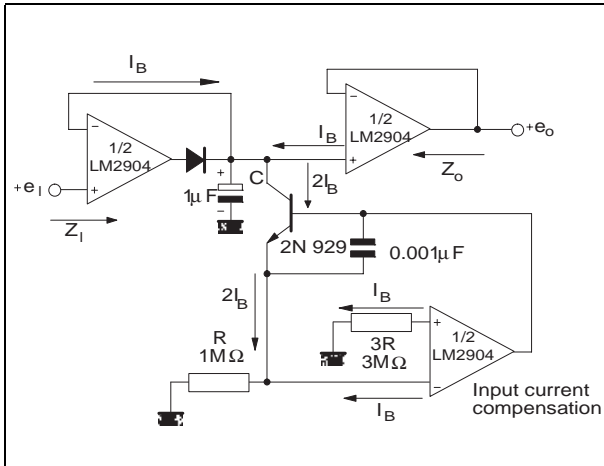 I_B
1/2
LM2904
+e_I
Z_I
+
1µF
−
C
I_B
2I_B
1/2
LM2904
+e_o
Z_o
2N 929
0.001µF
2I_B
R
1MΩ
I_B
3R
3MΩ
1/2
LM2904
I_B
Input current
compensation